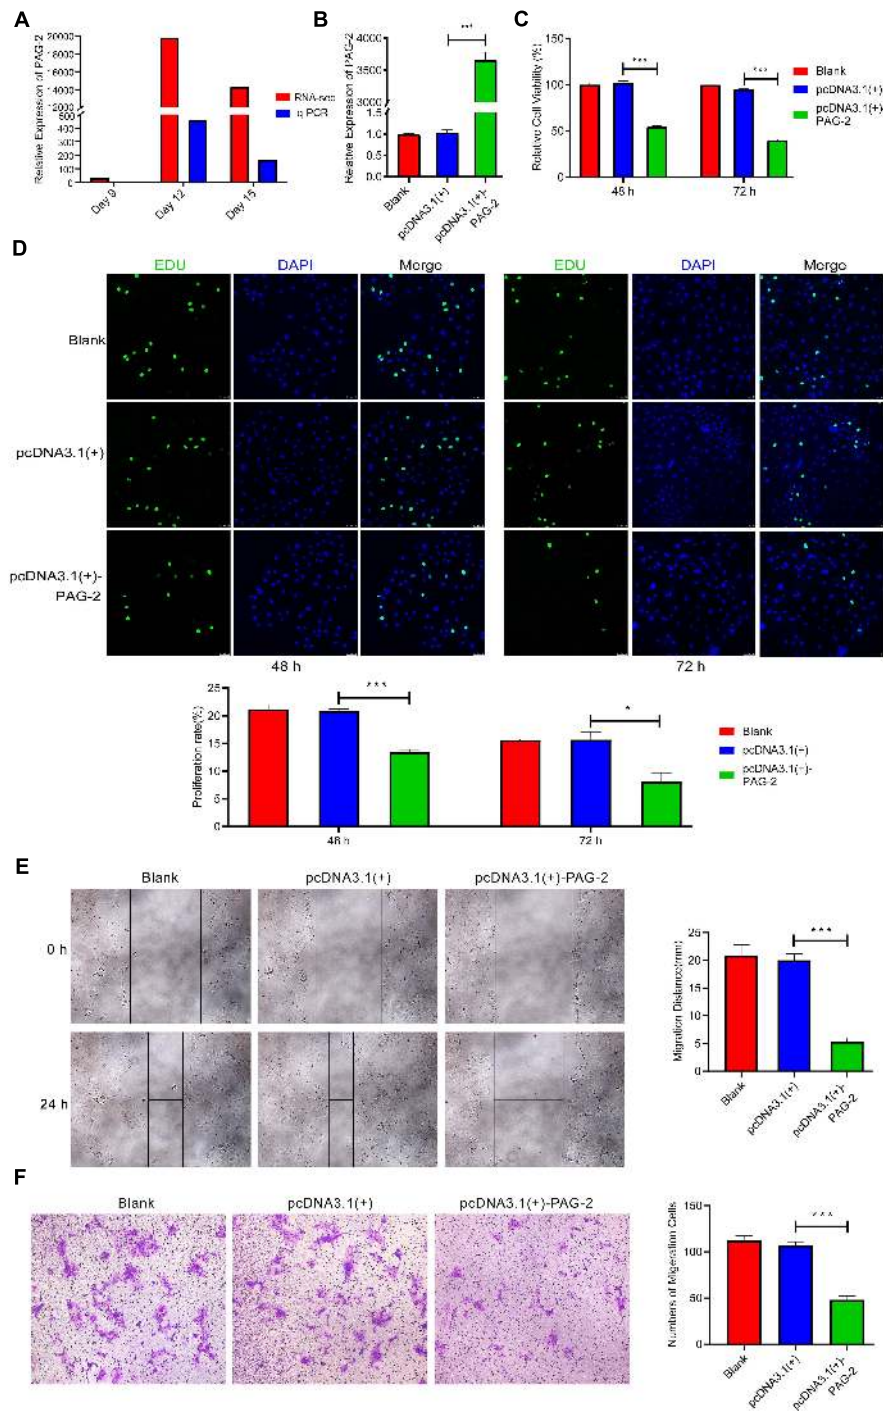 A
Relative Expression of PAG-2
20000
18000
16000
14000
12000
500
400
300
200
100
0
Day 9
Day 12
Day 15
RNA-seq
q PCR
B
Relative Expression of PAG-2
4000
3500
3000
1.0
0.5
0.0
***
Blank
pcDNA3.1(+)
pcDNA3.1(+)-
PAG-2
C
Relative Cell Viability (%)
150
100
50
0
***
***
48 h
72 h
Blank
pcDNA3.1(+)
pcDNA3.1(+)
PAG-2
D
EDU
DAPI
Merge
EDU
DAPI
Merge
Blank
pcDNA3.1(+)
pcDNA3.1(+)-
PAG-2
48 h
72 h
Proliferation rate(%)
25
20
15
10
5
0
***
*
48 h
72 h
Blank
pcDNA3.1(+)
pcDNA3.1(+)-
PAG-2
E
Blank
pcDNA3.1(+)
pcDNA3.1(+)-PAG-2
0 h
24 h
Migration Distance(mm)
25
20
15
10
5
0
***
Blank
pcDNA3.1(+)
pcDNA3.1(+)-
PAG-2
F
Blank
pcDNA3.1(+)
pcDNA3.1(+)-PAG-2
Numbers of Migeration Cells
150
100
50
0
***
Blank
pcDNA3.1(+)
pcDNA3.1(+)-
PAG-2